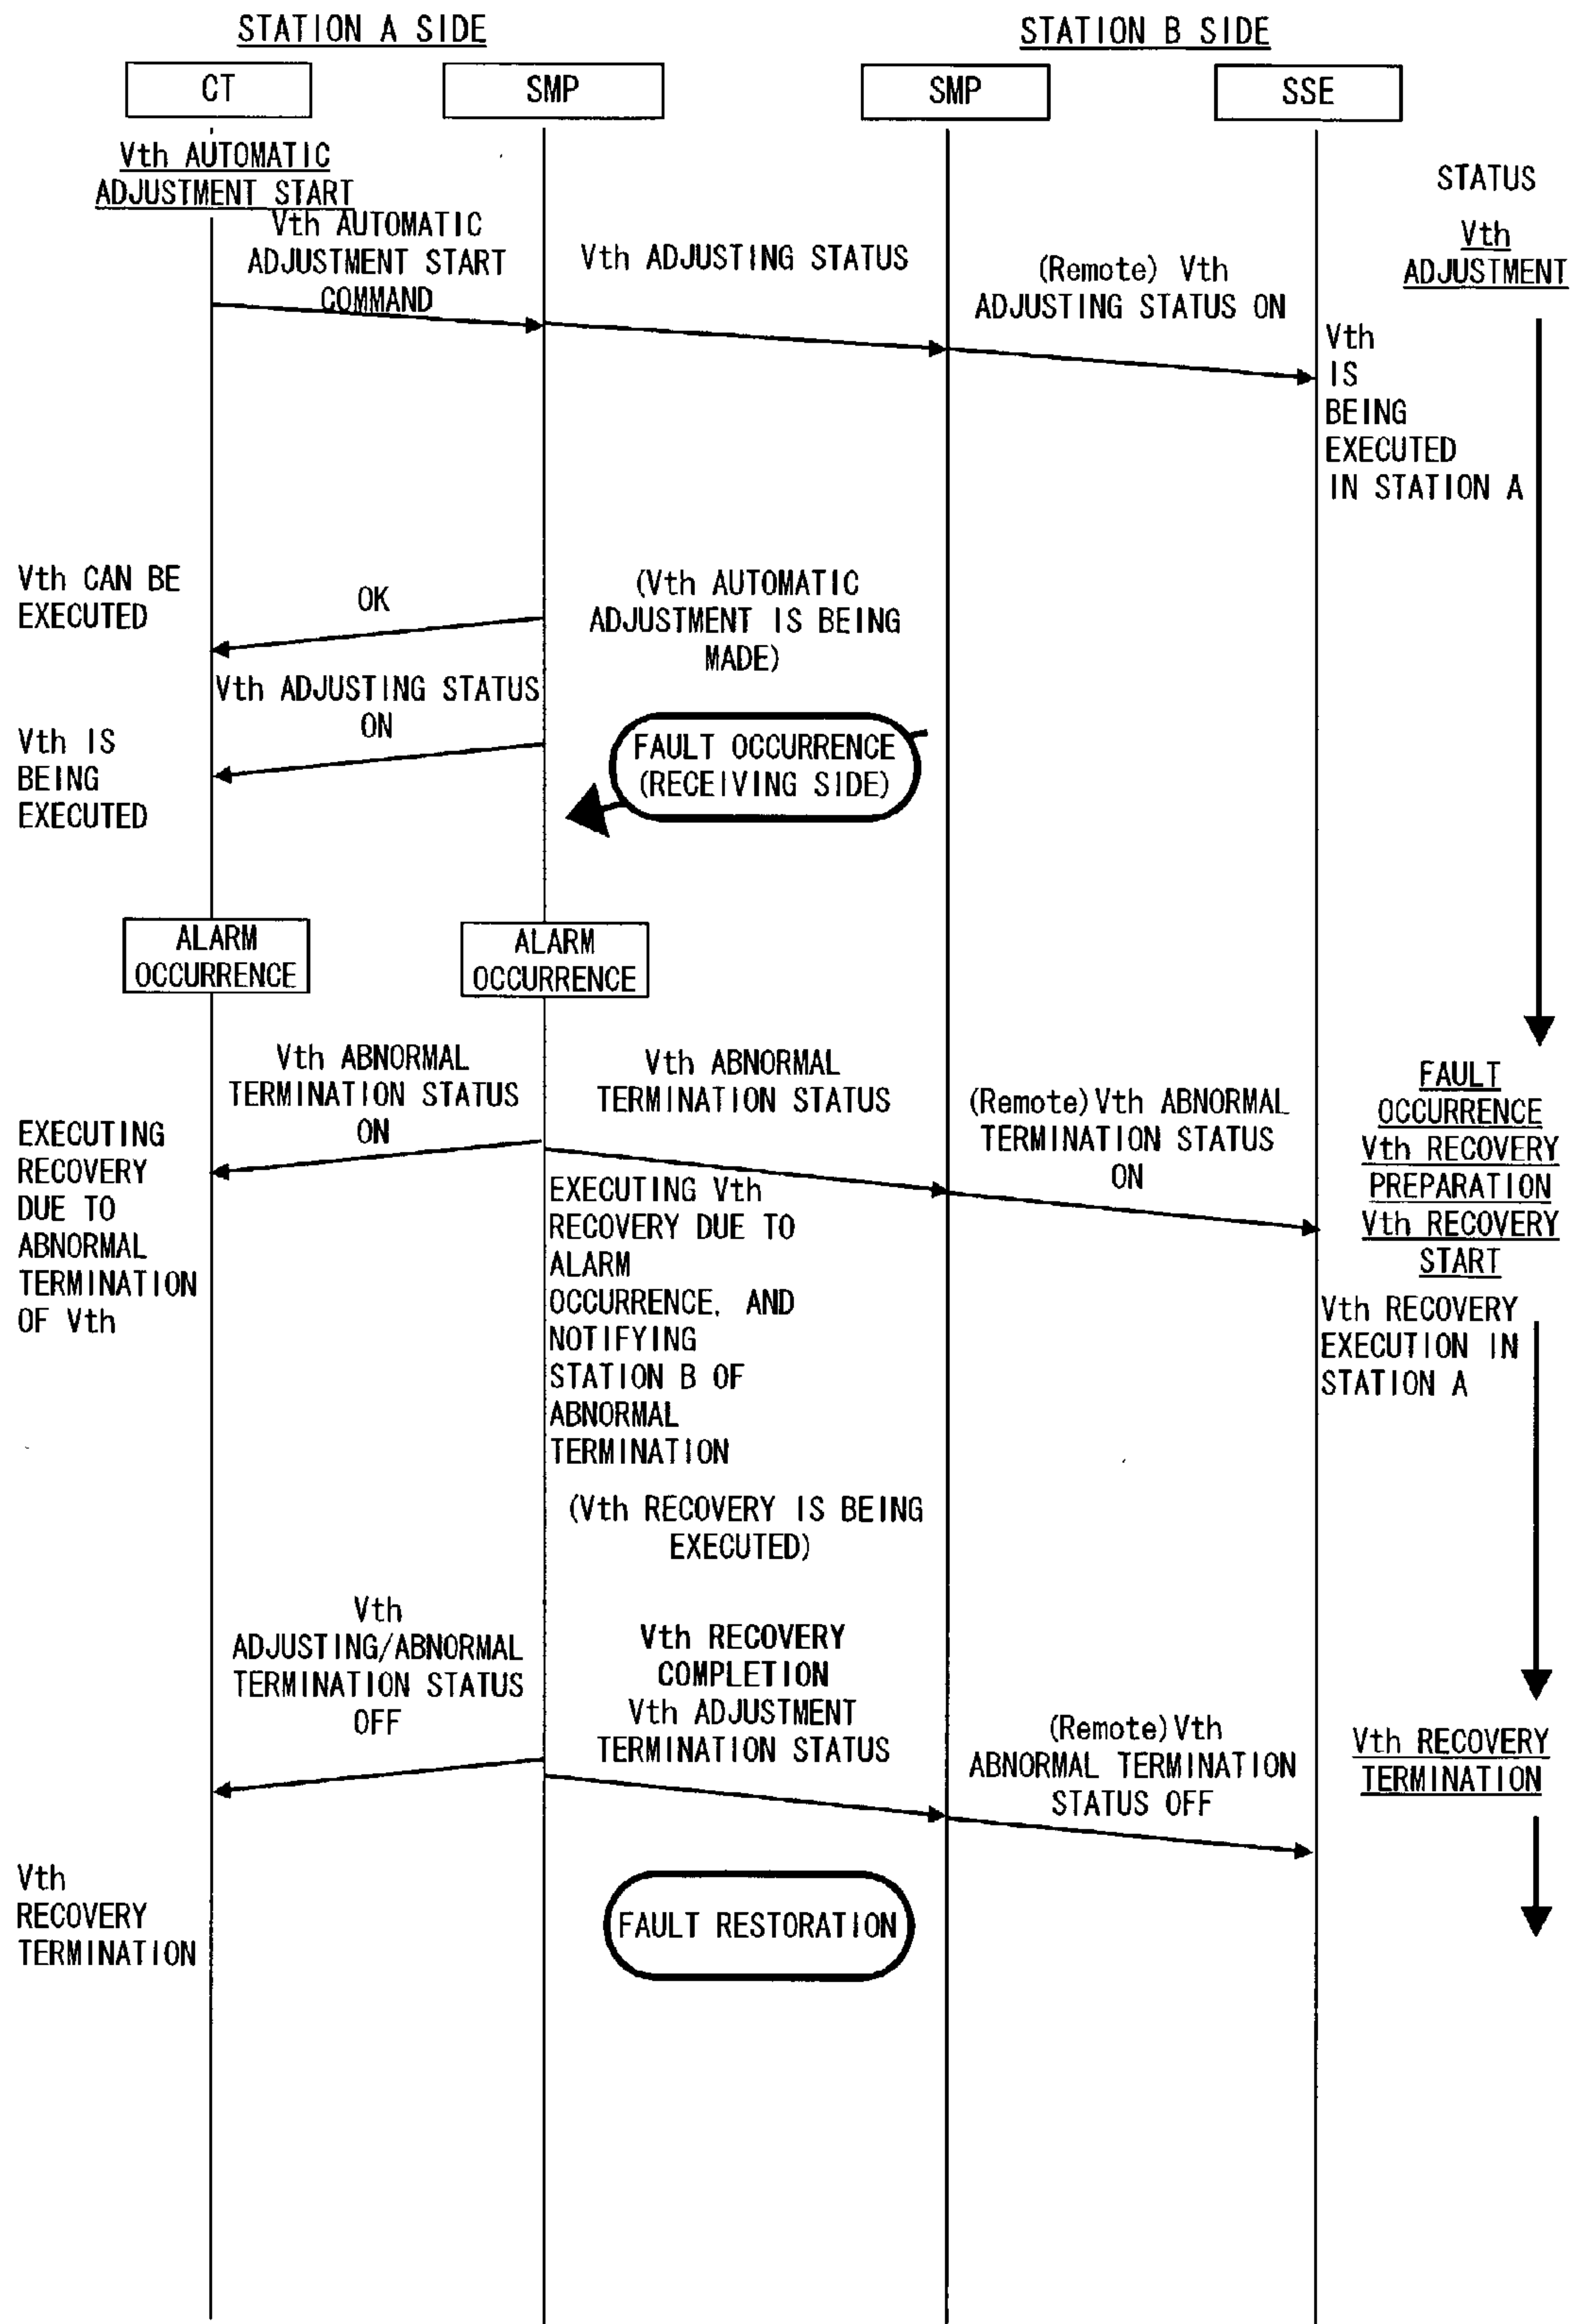 STATION A SIDE
STATION B SIDE
CT
SMP
SMP
SSE
Vth AUTOMATIC
ADJUSTMENT START
STATUS
Vth AUTOMATIC
ADJUSTMENT START
COMMAND
Vth ADJUSTING STATUS
(Remote) Vth
ADJUSTING STATUS ON
Vth
ADJUSTMENT
Vth
IS
BEING
EXECUTED
IN STATION A
Vth CAN BE
EXECUTED
OK
(Vth AUTOMATIC
ADJUSTMENT IS BEING
MADE)
Vth ADJUSTING STATUS
ON
Vth IS
BEING
EXECUTED
FAULT OCCURRENCE
(RECEIVING SIDE)
ALARM
OCCURRENCE
ALARM
OCCURRENCE
Vth ABNORMAL
TERMINATION STATUS
ON
Vth ABNORMAL
TERMINATION STATUS
(Remote)Vth ABNORMAL
TERMINATION STATUS
ON
FAULT
OCCURRENCE
Vth RECOVERY
PREPARATION
Vth RECOVERY
START
EXECUTING
RECOVERY
DUE TO
ABNORMAL
TERMINATION
OF Vth
EXECUTING Vth
RECOVERY DUE TO
ALARM
OCCURRENCE, AND
NOTIFYING
STATION B OF
ABNORMAL
TERMINATION
Vth RECOVERY
EXECUTION IN
STATION A
(Vth RECOVERY IS BEING
EXECUTED)
Vth
ADJUSTING/ABNORMAL
TERMINATION STATUS
OFF
Vth RECOVERY
COMPLETION
Vth ADJUSTMENT
TERMINATION STATUS
(Remote)Vth
ABNORMAL TERMINATION
STATUS OFF
Vth RECOVERY
TERMINATION
Vth
RECOVERY
TERMINATION
FAULT RESTORATION